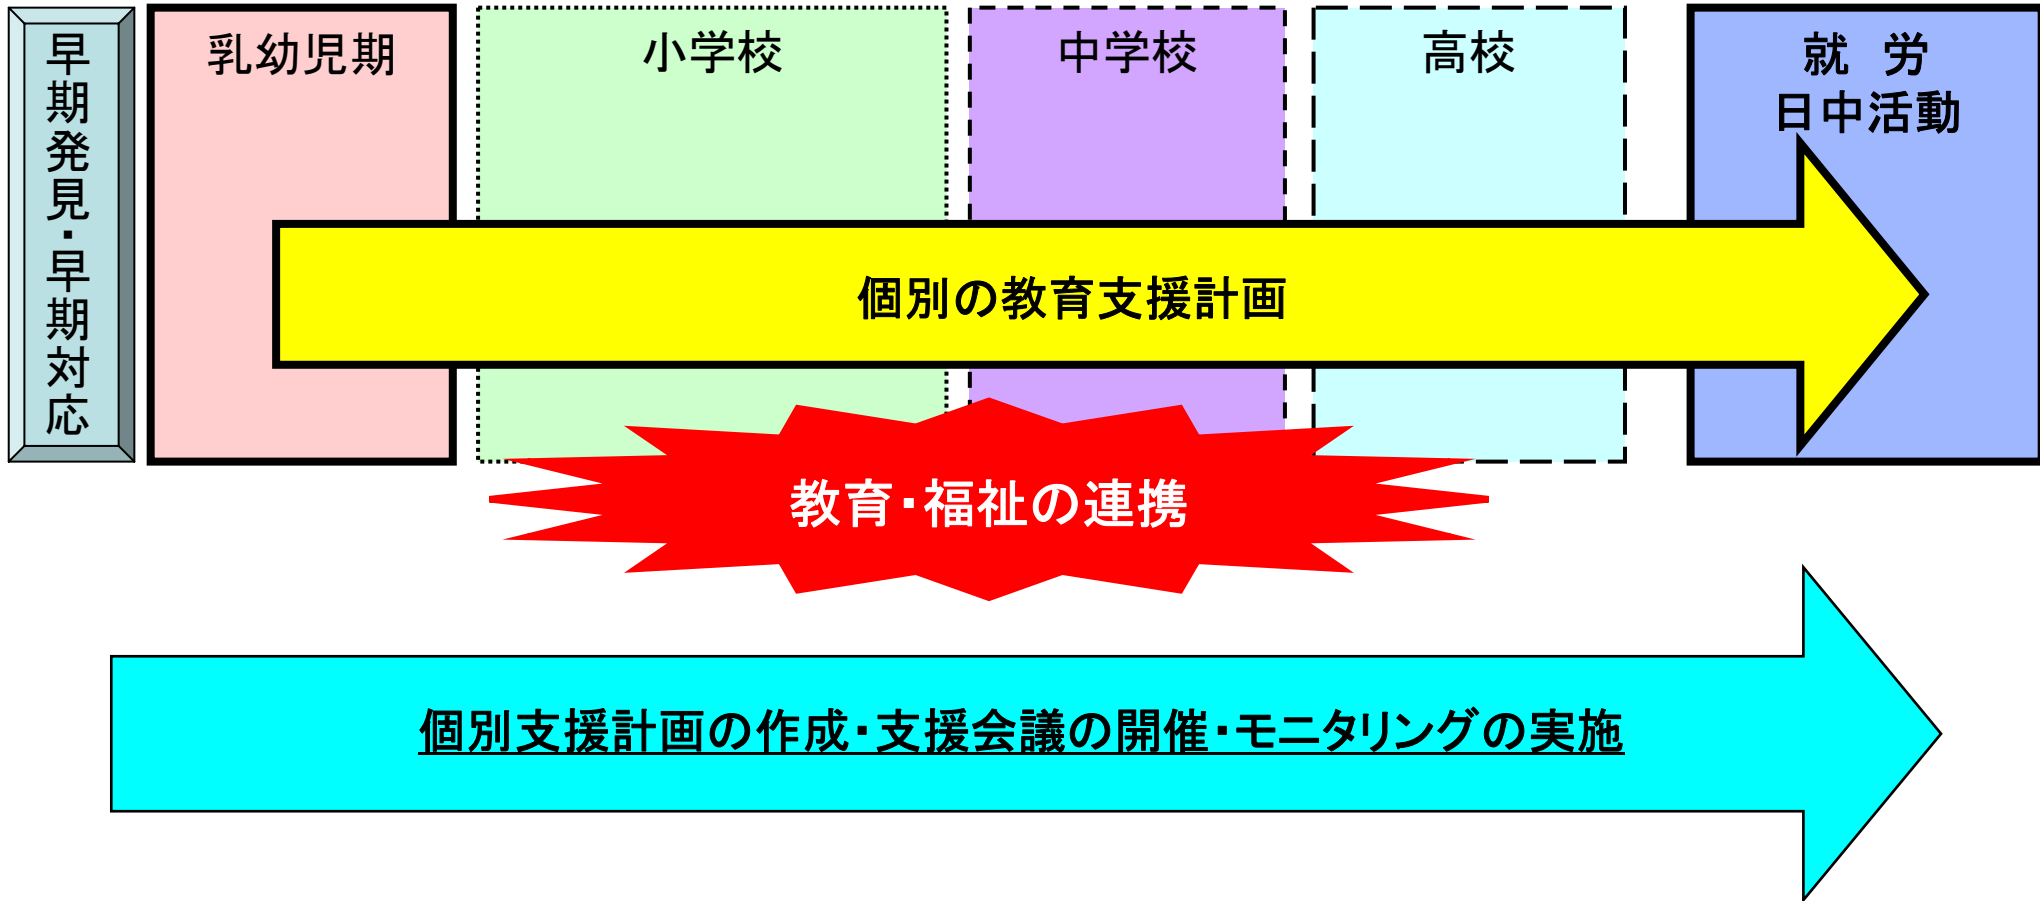 早期発見・早期対応
乳幼児期
小学校
中学校
高校
就　労
日中活動
個別の教育支援計画
教育・福祉の連携
個別支援計画の作成・支援会議の開催・モニタリングの実施